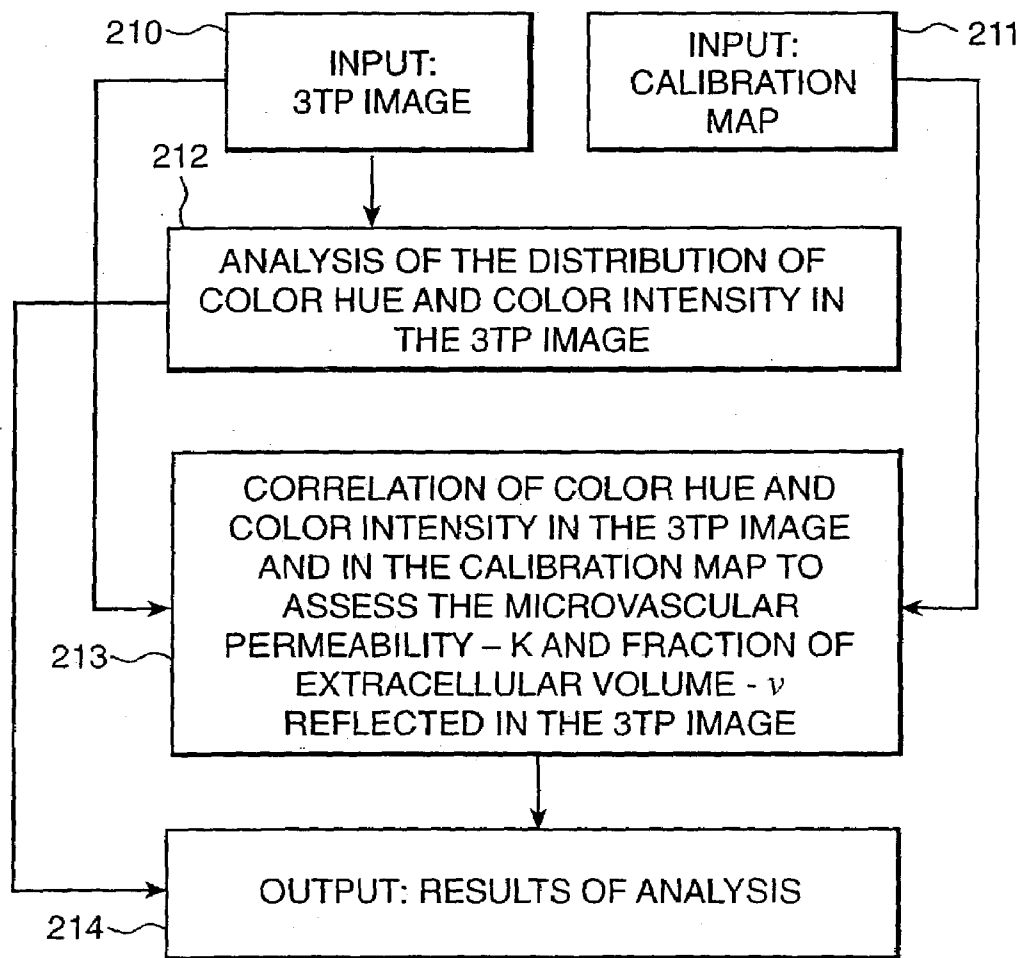 210
INPUT:
3TP IMAGE
INPUT:
CALIBRATION
MAP
211
212
ANALYSIS OF THE DISTRIBUTION OF
COLOR HUE AND COLOR INTENSITY IN
THE 3TP IMAGE
CORRELATION OF COLOR HUE AND
COLOR INTENSITY IN THE 3TP IMAGE
AND IN THE CALIBRATION MAP TO
ASSESS THE MICROVASCULAR
PERMEABILITY – K AND FRACTION OF
EXTRACELLULAR VOLUME - ν
REFLECTED IN THE 3TP IMAGE
213
OUTPUT: RESULTS OF ANALYSIS
214